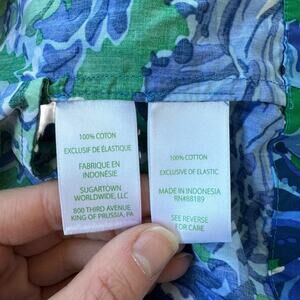 100% COTTON
EXCLUSIF DE ÉLASTIQUE
FABRIQUE EN
INDONÉSIE
SUGARTOWN
WORLDWIDE, LLC
800 THIRD AVENUE
KING OF PRUSSIA, PA
100% COTTON
EXCLUSIVE OF ELASTIC
MADE IN INDONESIA
RN#88189
SEE REVERSE
FOR CARE